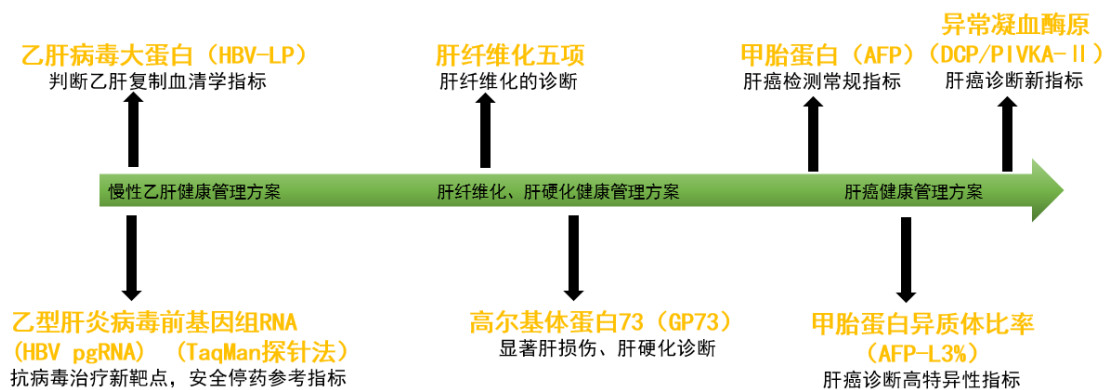 乙肝病毒大蛋白（HBV-LP）
判断乙肝复制血清学指标
肝纤维化五项
肝纤维化的诊断
甲胎蛋白（AFP）
肝癌检测常规指标
异常凝血酶原
（DCP/PIVKA-Ⅱ）
肝癌诊断新指标
慢性乙肝健康管理方案
肝纤维化、肝硬化健康管理方案
肝癌健康管理方案
乙型肝炎病毒前基因组RNA
(HBV pgRNA) （TaqMan探针法）
抗病毒治疗新靶点，安全停药参考指标
高尔基体蛋白73（GP73）
显著肝损伤、肝硬化诊断
甲胎蛋白异质体比率
(AFP-L3%)
肝癌诊断高特异性指标